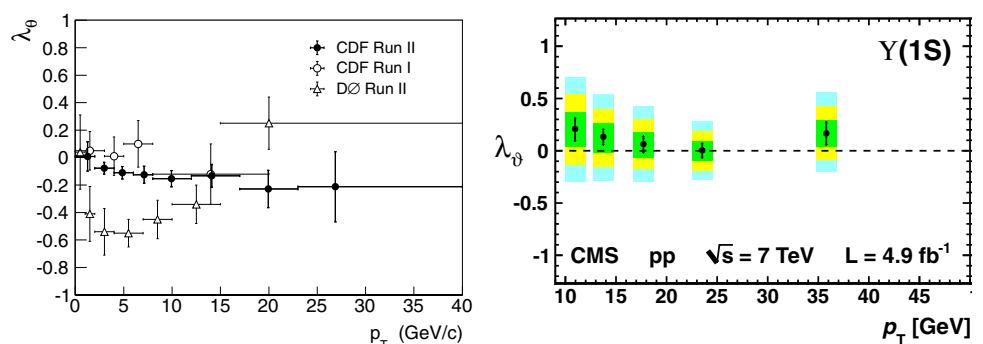 λθ
1
0.8
0.6
0.4
0.2
0
-0.2
-0.4
-0.6
-0.8
-1
CDF Run II
CDF Run I
DØ Run II
0 5 10 15 20 25 30 35 40
p_T (GeV/c)
λϑ
1
0.5
0
-0.5
-1
Υ(1S)
CMS pp √s = 7 TeV L = 4.9 fb⁻¹
10 15 20 25 30 35 40 45 50
p_T [GeV]